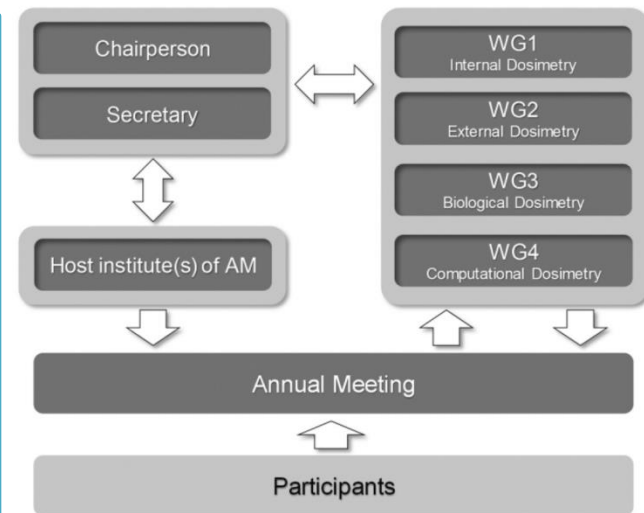 Chairperson
Secretary
Host institute(s) of AM
WG1
Internal Dosimetry
WG2
External Dosimetry
WG3
Biological Dosimetry
WG4
Computational Dosimetry
Annual Meeting
Participants